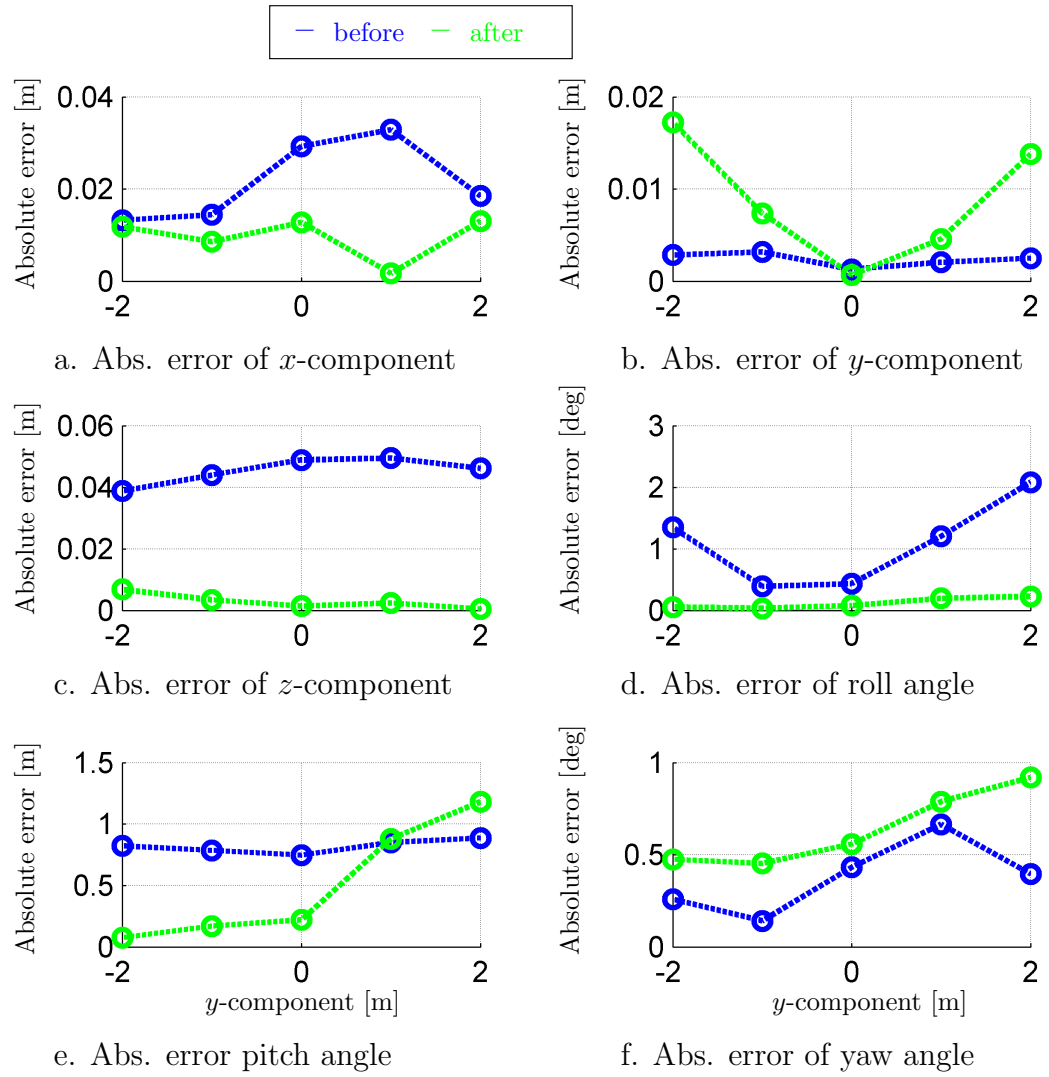 before after
Absolute error [m]
0.04
0.02
0
-2 0 2
a. Abs. error of x-component
Absolute error [m]
0.02
0.01
0
-2 0 2
b. Abs. error of y-component
Absolute error [m]
0.06
0.04
0.02
0
-2 0 2
c. Abs. error of z-component
Absolute error [deg]
3
2
1
0
-2 0 2
d. Abs. error of roll angle
Absolute error [m]
1.5
1
0.5
0
-2 0 2
y-component [m]
e. Abs. error pitch angle
Absolute error [deg]
1
0.5
0
-2 0 2
y-component [m]
f. Abs. error of yaw angle